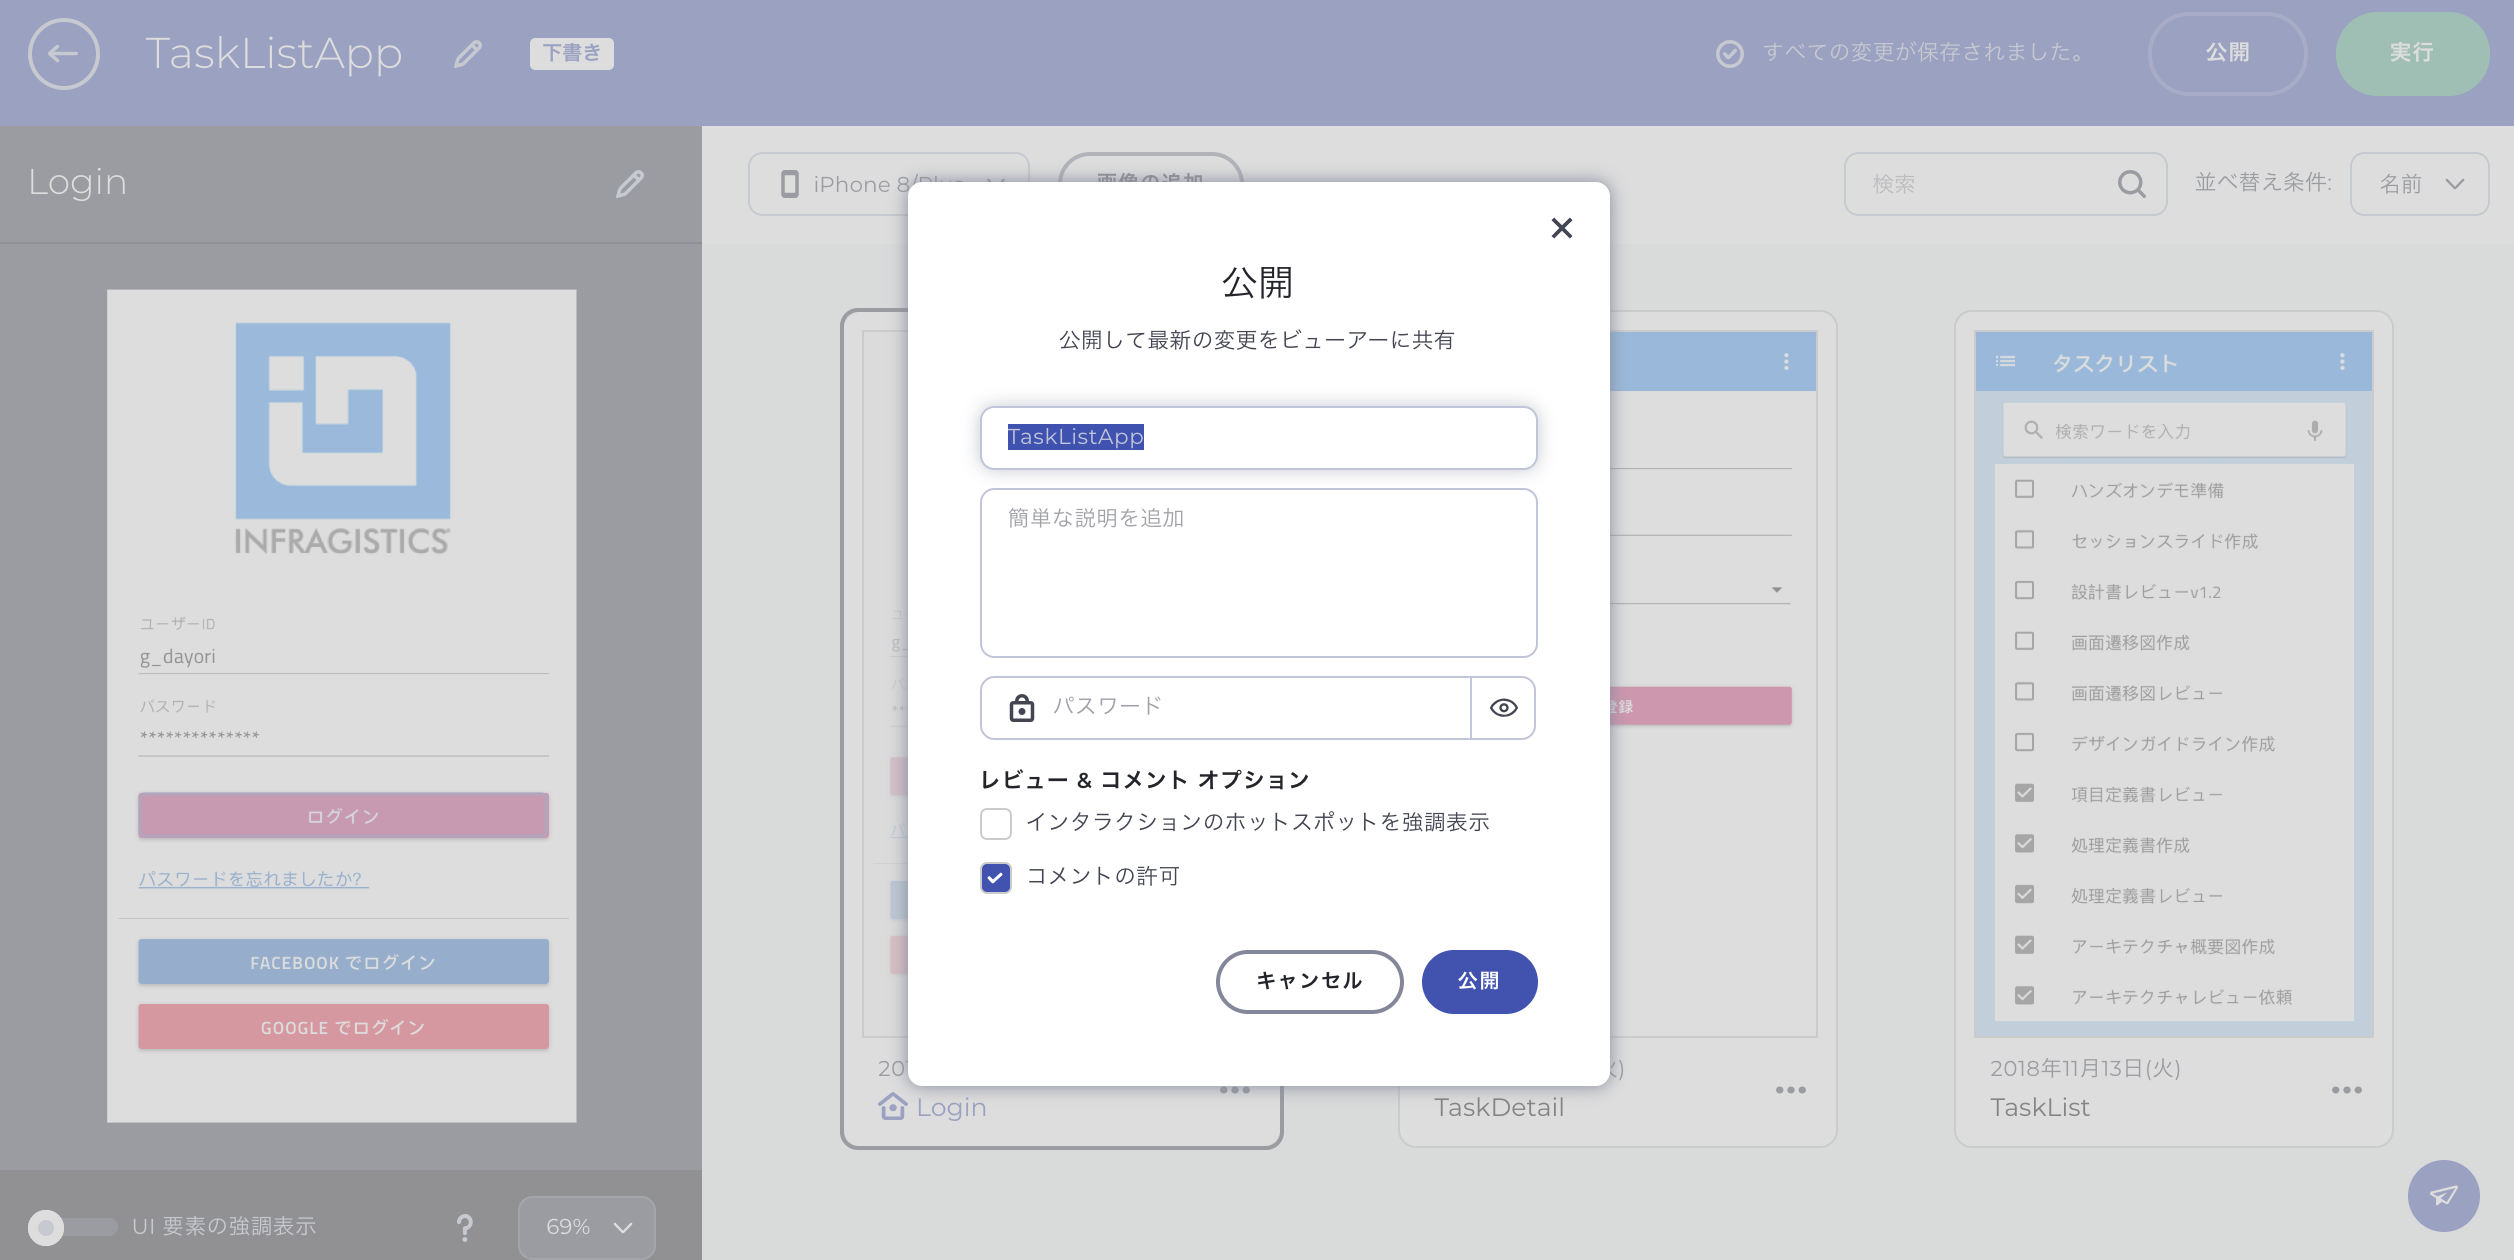 TaskListApp
下書き
すべての変更が保存されました。
公開
実行
Login
iPhone 8/Plus
画像の追加
検索
並べ替え条件:
名前
INFRAGISTICS
ユーザーID
g_dayori
パスワード
**************
ログイン
パスワードを忘れましたか?
FACEBOOK でログイン
GOOGLE でログイン
UI 要素の強調表示
?
69%
公開
公開して最新の変更をビューアーに共有
TaskListApp
簡単な説明を追加
パスワード
レビュー & コメント オプション
インタラクションのホットスポットを強調表示
コメントの許可
キャンセル
公開
Login
登録
TaskDetail
タスクリスト
検索ワードを入力
ハンズオンデモ準備
セッションスライド作成
設計書レビューv1.2
画面遷移図作成
画面遷移図レビュー
デザインガイドライン作成
項目定義書レビュー
処理定義書作成
処理定義書レビュー
アーキテクチャ概要図作成
アーキテクチャレビュー依頼
2018年11月13日(火)
TaskList